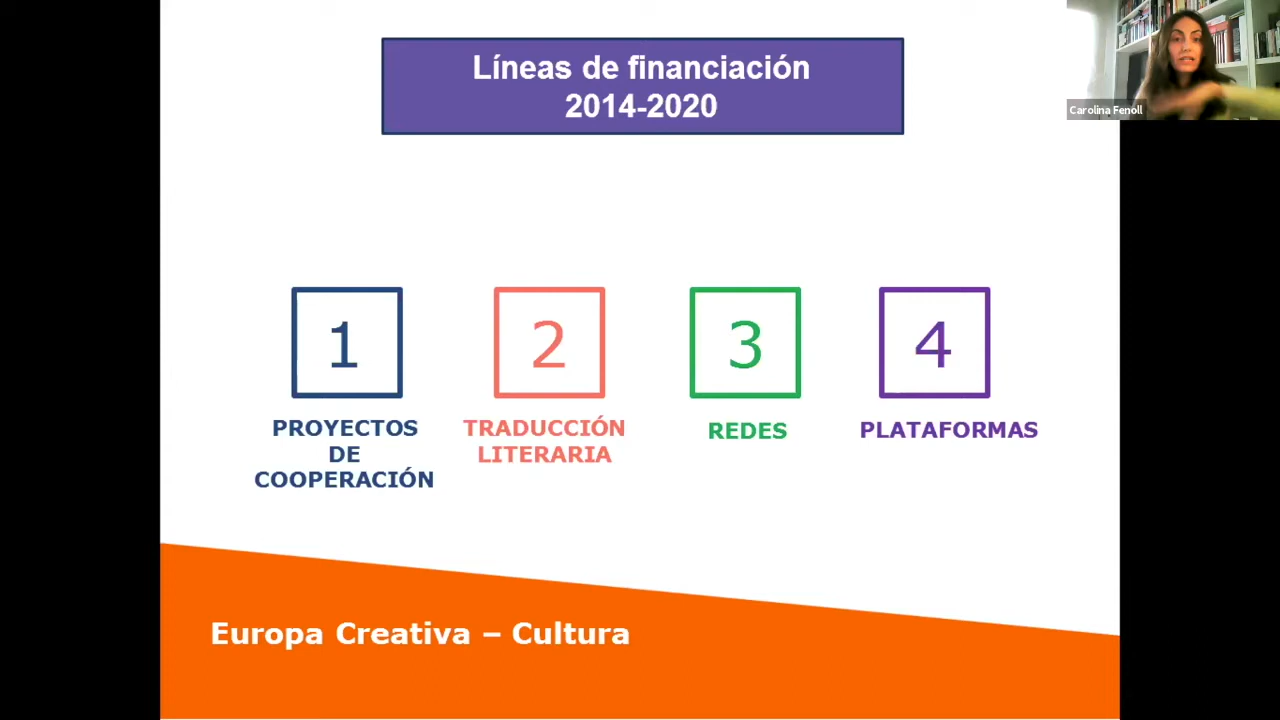 Líneas de financiación
2014-2020
Carolina Fenoll
1
2
3
4
PROYECTOS
DE
COOPERACIÓN
TRADUCCIÓN
LITERARIA
REDES
PLATAFORMAS
Europa Creativa – Cultura